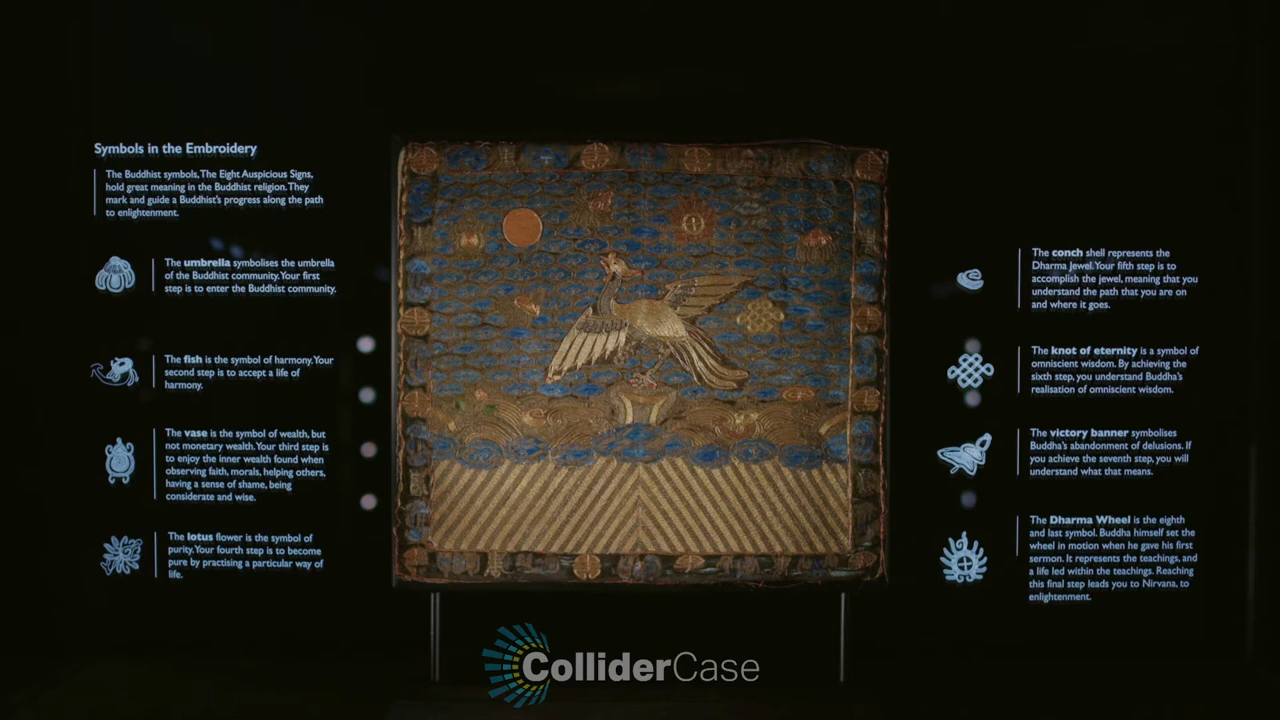 Symbols in the Embroidery
The Buddhist symbols, The Eight Auspicious Signs,
hold great meaning in the Buddhist religion. They
mark and guide a Buddhist's progress along the path
to enlightenment.
The umbrella symbolises the umbrella
of the Buddhist community. Your first
step is to enter the Buddhist community.
The fish is the symbol of harmony. Your
second step is to accept a life of
harmony.
The vase is the symbol of wealth, but
not monetary wealth. Your third step is
to enjoy the inner wealth found when
observing faith, morals, helping others,
having a sense of shame, being
considerate and wise.
The lotus flower is the symbol of
purity. Your fourth step is to become
pure by practising a particular way of
life.
The conch shell represents the
Dharma Jewel. Your fifth step is to
accomplish the jewel, meaning that you
understand the path that you are on
and where it goes.
The knot of eternity is a symbol of
omniscient wisdom. By achieving the
sixth step, you understand Buddha's
realisation of omniscient wisdom.
The victory banner symbolises
Buddha's abandonment of delusions. If
you achieve the seventh step, you will
understand what that means.
The Dharma Wheel is the eighth
and last symbol. Buddha himself set the
wheel in motion when he gave his first
sermon. It represents the teachings, and
a life led within the teachings. Reaching
this final step leads you to Nirvana, to
enlightenment.
ColliderCase